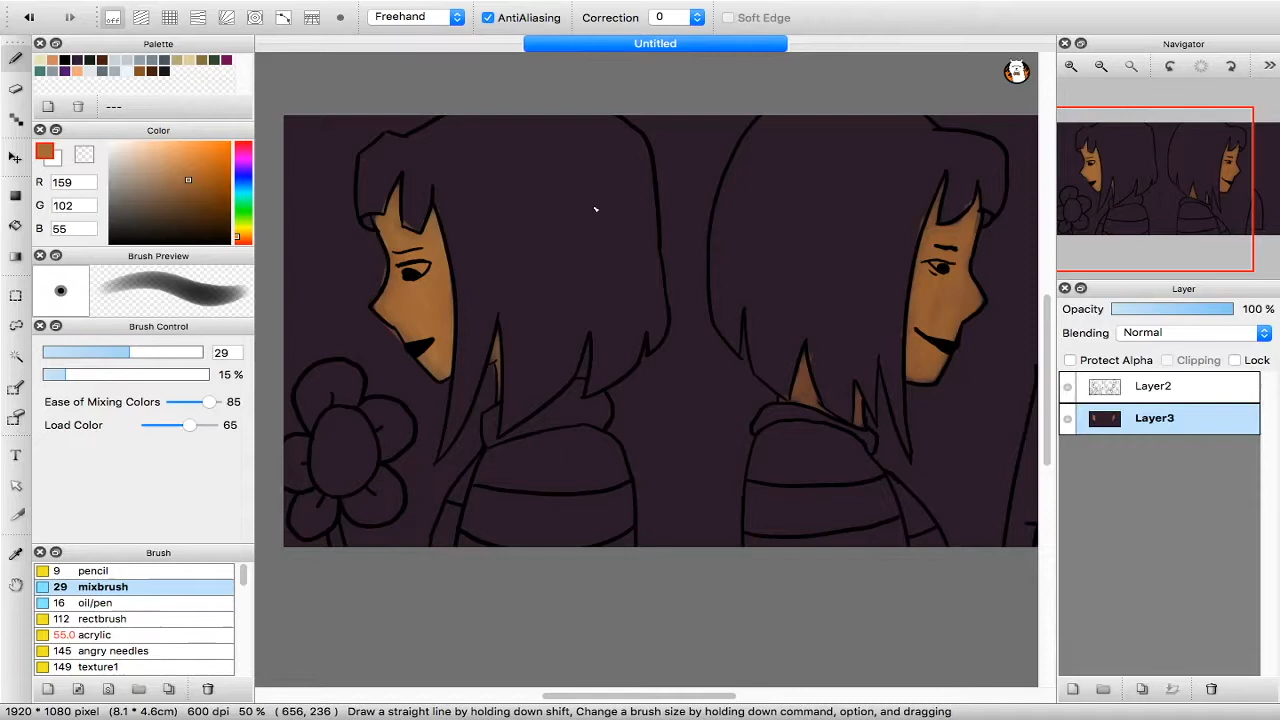 off
Freehand
AntiAliasing
Correction
0
Soft Edge
Palette
Untitled
Navigator
---
Color
R
159
G
102
B
55
Brush Preview
Brush Control
29
15 %
Ease of Mixing Colors
85
Load Color
65
Brush
9 pencil
29 mixbrush
16 oil/pen
112 rectbrush
55.0 acrylic
145 angry needles
149 texture1
Layer
Opacity
100 %
Blending
Normal
Protect Alpha
Clipping
Lock
Layer2
Layer3
T
1920 * 1080 pixel (8.1 * 4.6cm) 600 dpi 50 % ( 656, 236 ) Draw a straight line by holding down shift, Change a brush size by holding down command, option, and dragging